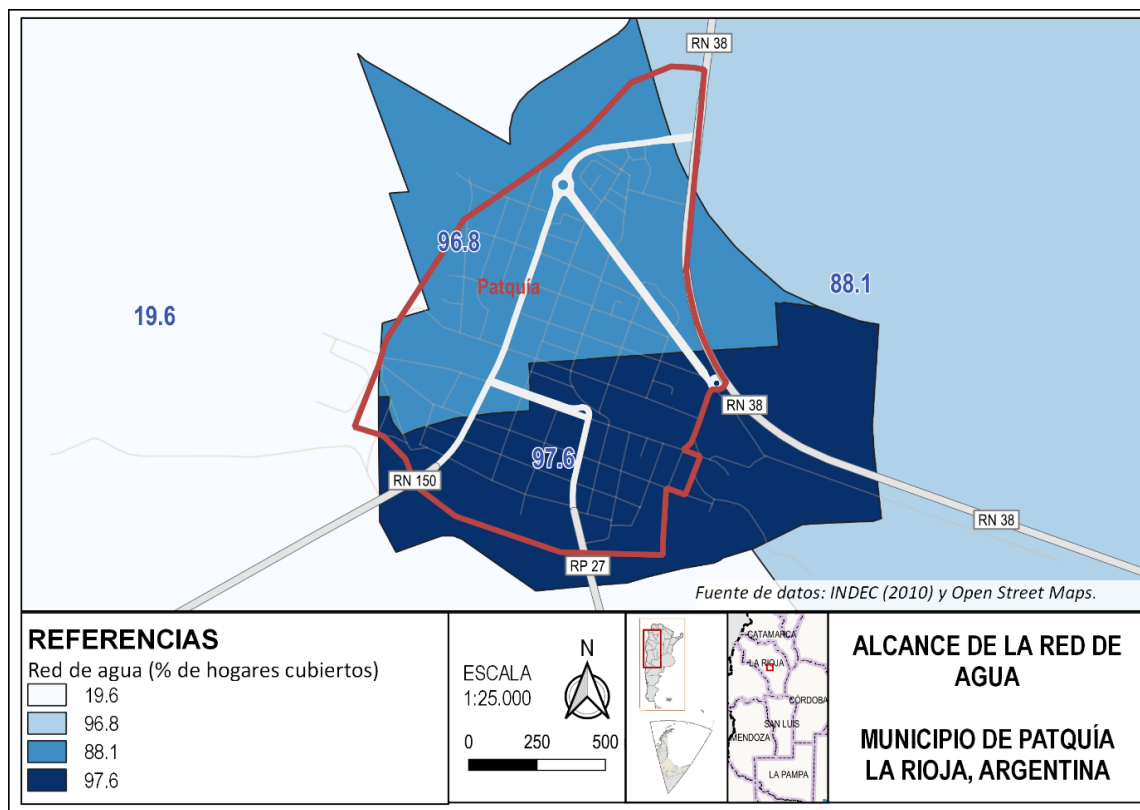 RN 38
96.8
88.1
Patquía
19.6
RN 38
97.6
RN 150
RN 38
RP 27
Fuente de datos: INDEC (2010) y Open Street Maps.
REFERENCIAS
Red de agua (% de hogares cubiertos)
19.6
96.8
88.1
97.6
ESCALA
1:25.000
N
0 250 500
CATAMARCA
LA RIOJA
CÓRDOBA
SAN LUIS
MENDOZA
LA PAMPA
ALCANCE DE LA RED DE
AGUA
MUNICIPIO DE PATQUÍA
LA RIOJA, ARGENTINA